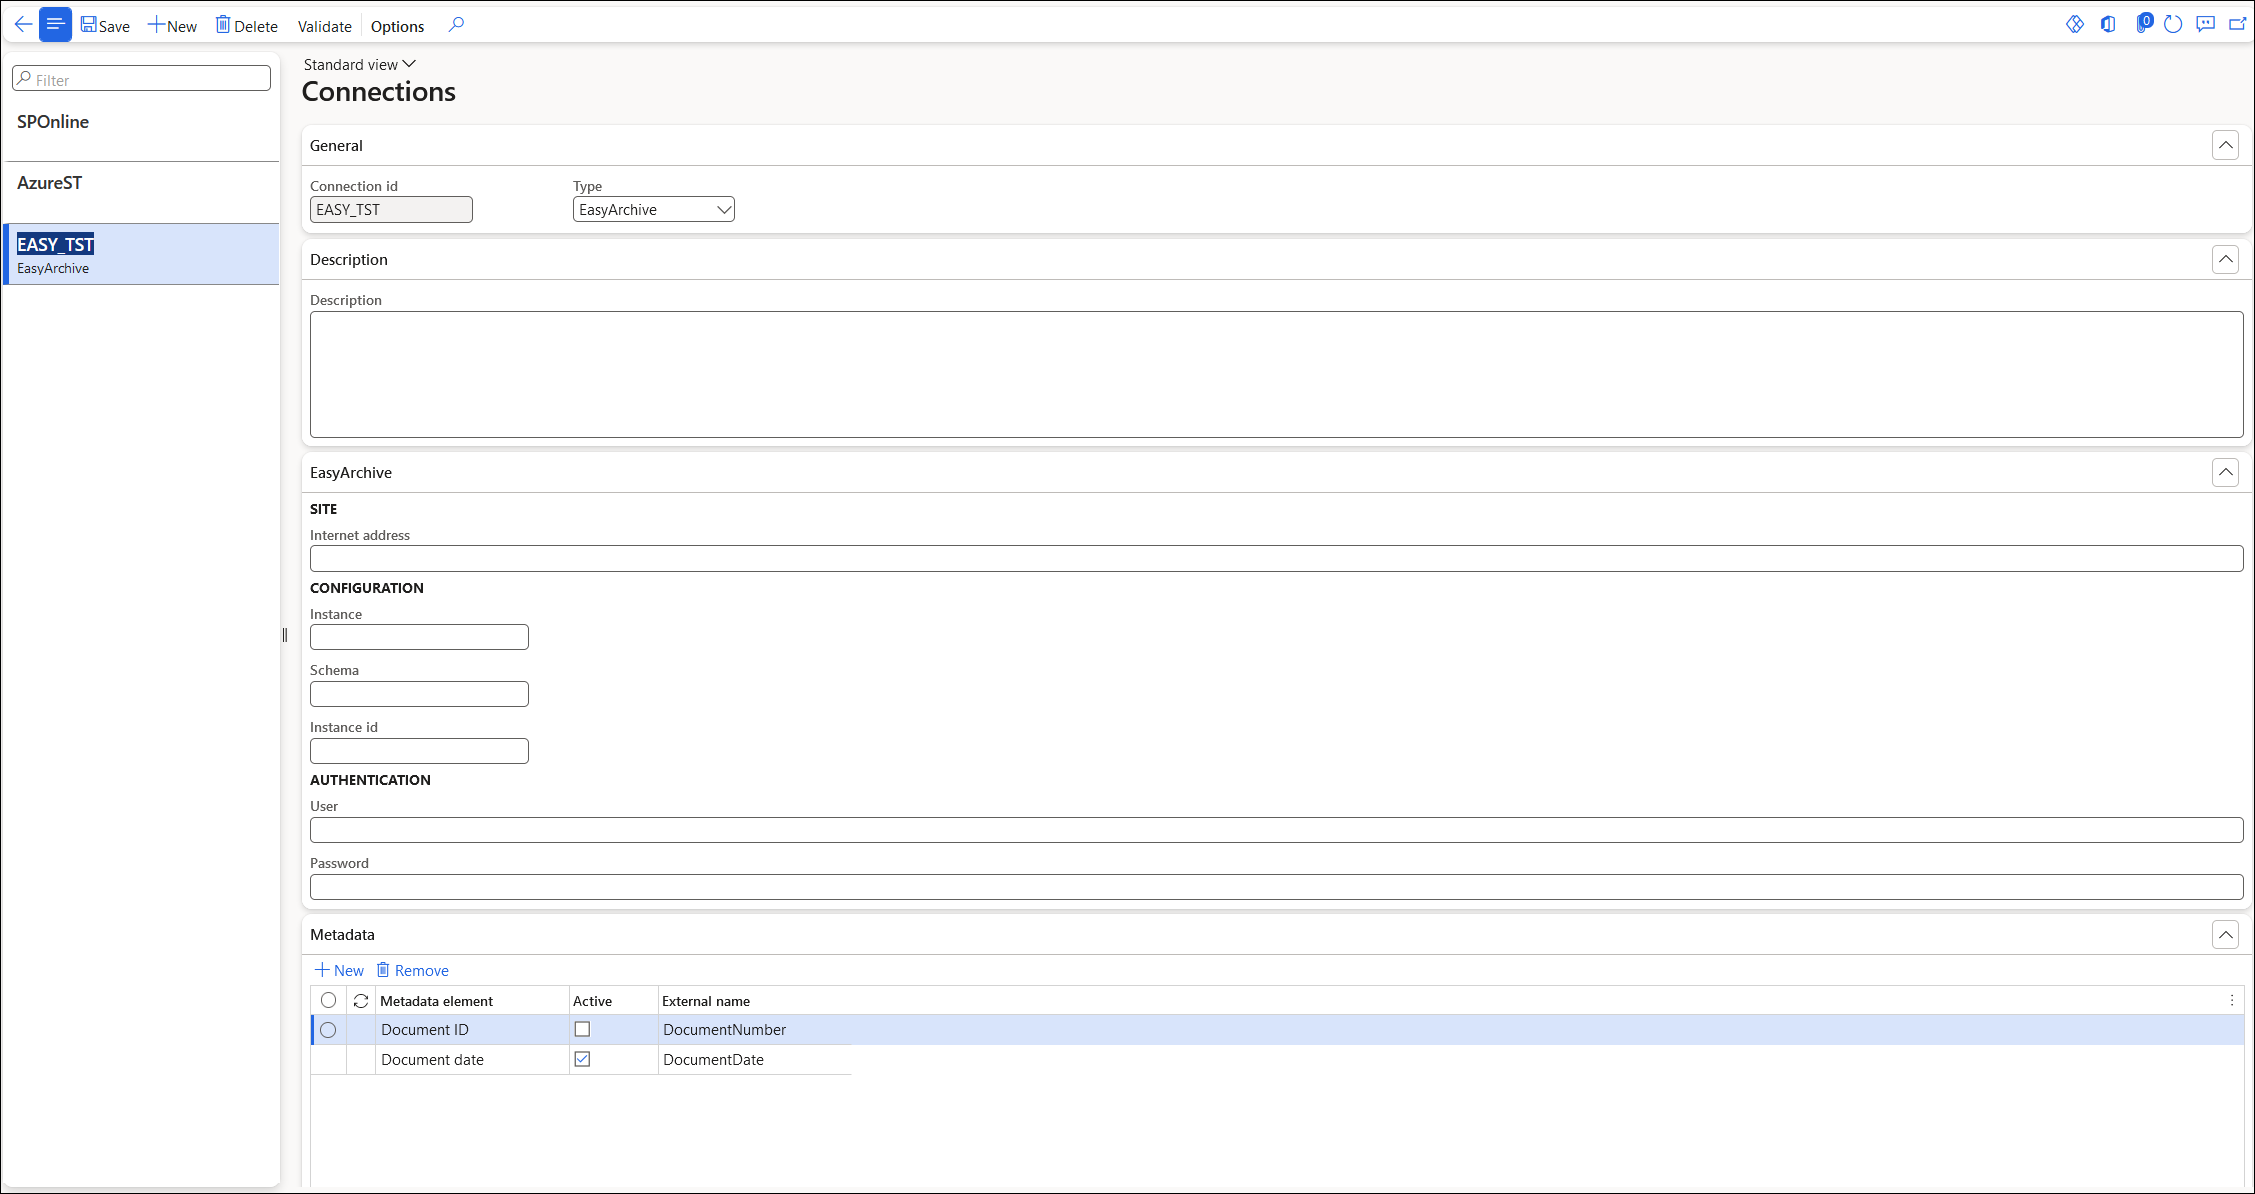 Save New Delete Validate Options 0
Filter
SPOnline
AzureST
EASY_TST
EasyArchive
Standard view
Connections
General
Connection id Type
EASY_TST EasyArchive
Description
Description
EasyArchive
SITE
Internet address
CONFIGURATION
Instance
Schema
Instance id
AUTHENTICATION
User
Password
Metadata
New Remove
Metadata element Active External name
Document ID DocumentNumber
Document date DocumentDate